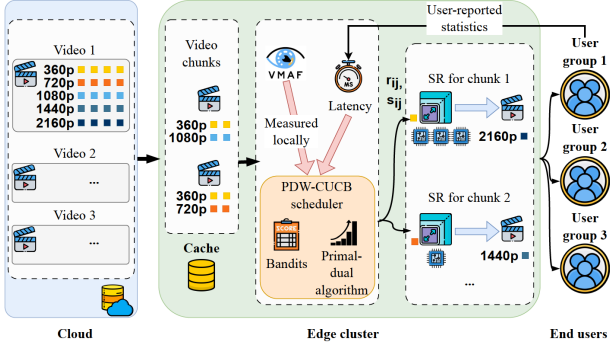 Video 1
360p
720p
1080p
1440p
2160p
Video 2
...
Video 3
...
Cloud
Video
chunks
360p
1080p
360p
720p
Cache
VMAF
MS
Latency
Measured
locally
PDW-CUCB
scheduler
SCORE
Bandits
Primal-
dual
algorithm
Edge cluster
User-reported
statistics
rij,
sij
SR for chunk 1
2160p
SR for chunk 2
1440p
...
User
group 1
User
group 2
User
group 3
End users